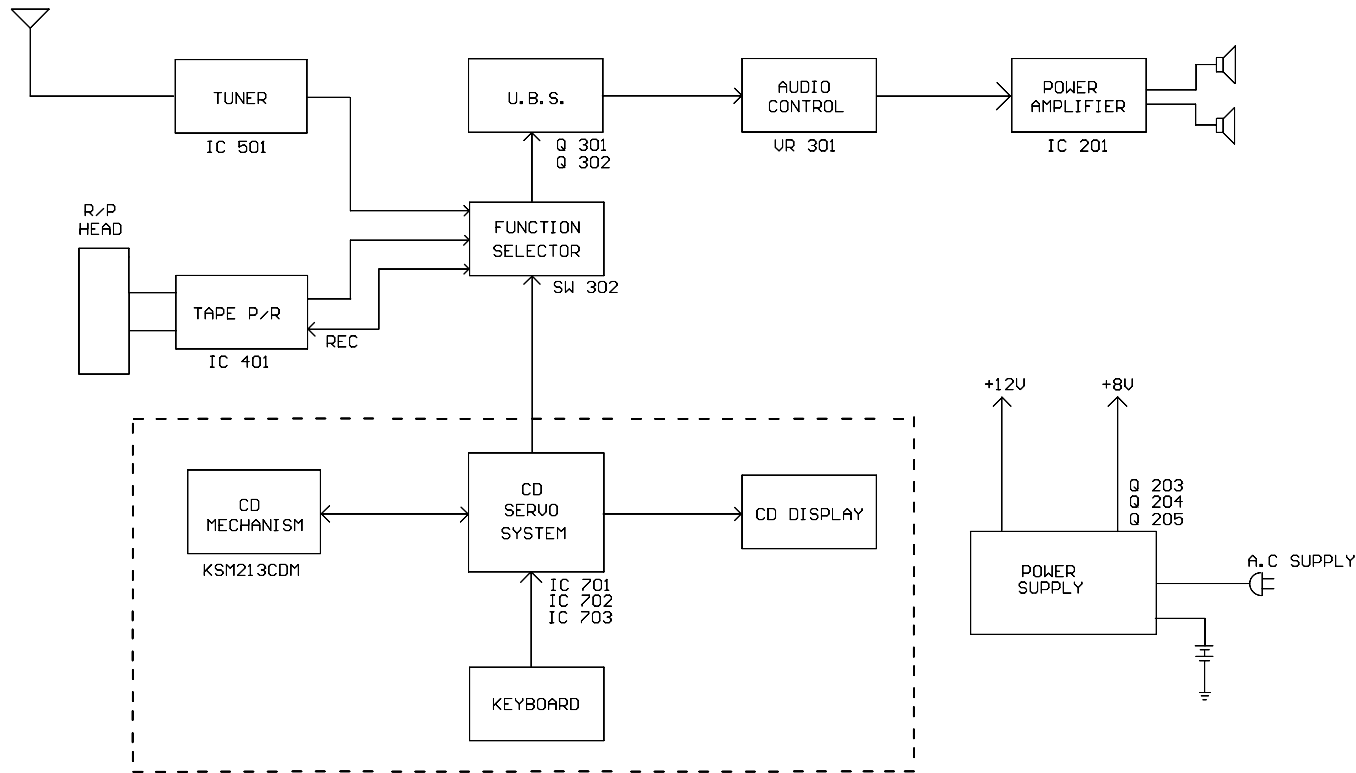 TUNER
IC 501
U.B.S.
Q 301
Q 302
AUDIO
CONTROL
VR 301
POWER
AMPLIFIER
IC 201
R/P
HEAD
FUNCTION
SELECTOR
SW 302
TAPE P/R
IC 401
REC
+12V
+8V
CD
MECHANISM
KSM213CDM
CD
SERVO
SYSTEM
IC 701
IC 702
IC 703
CD DISPLAY
KEYBOARD
Q 203
Q 204
Q 205
POWER
SUPPLY
A.C SUPPLY